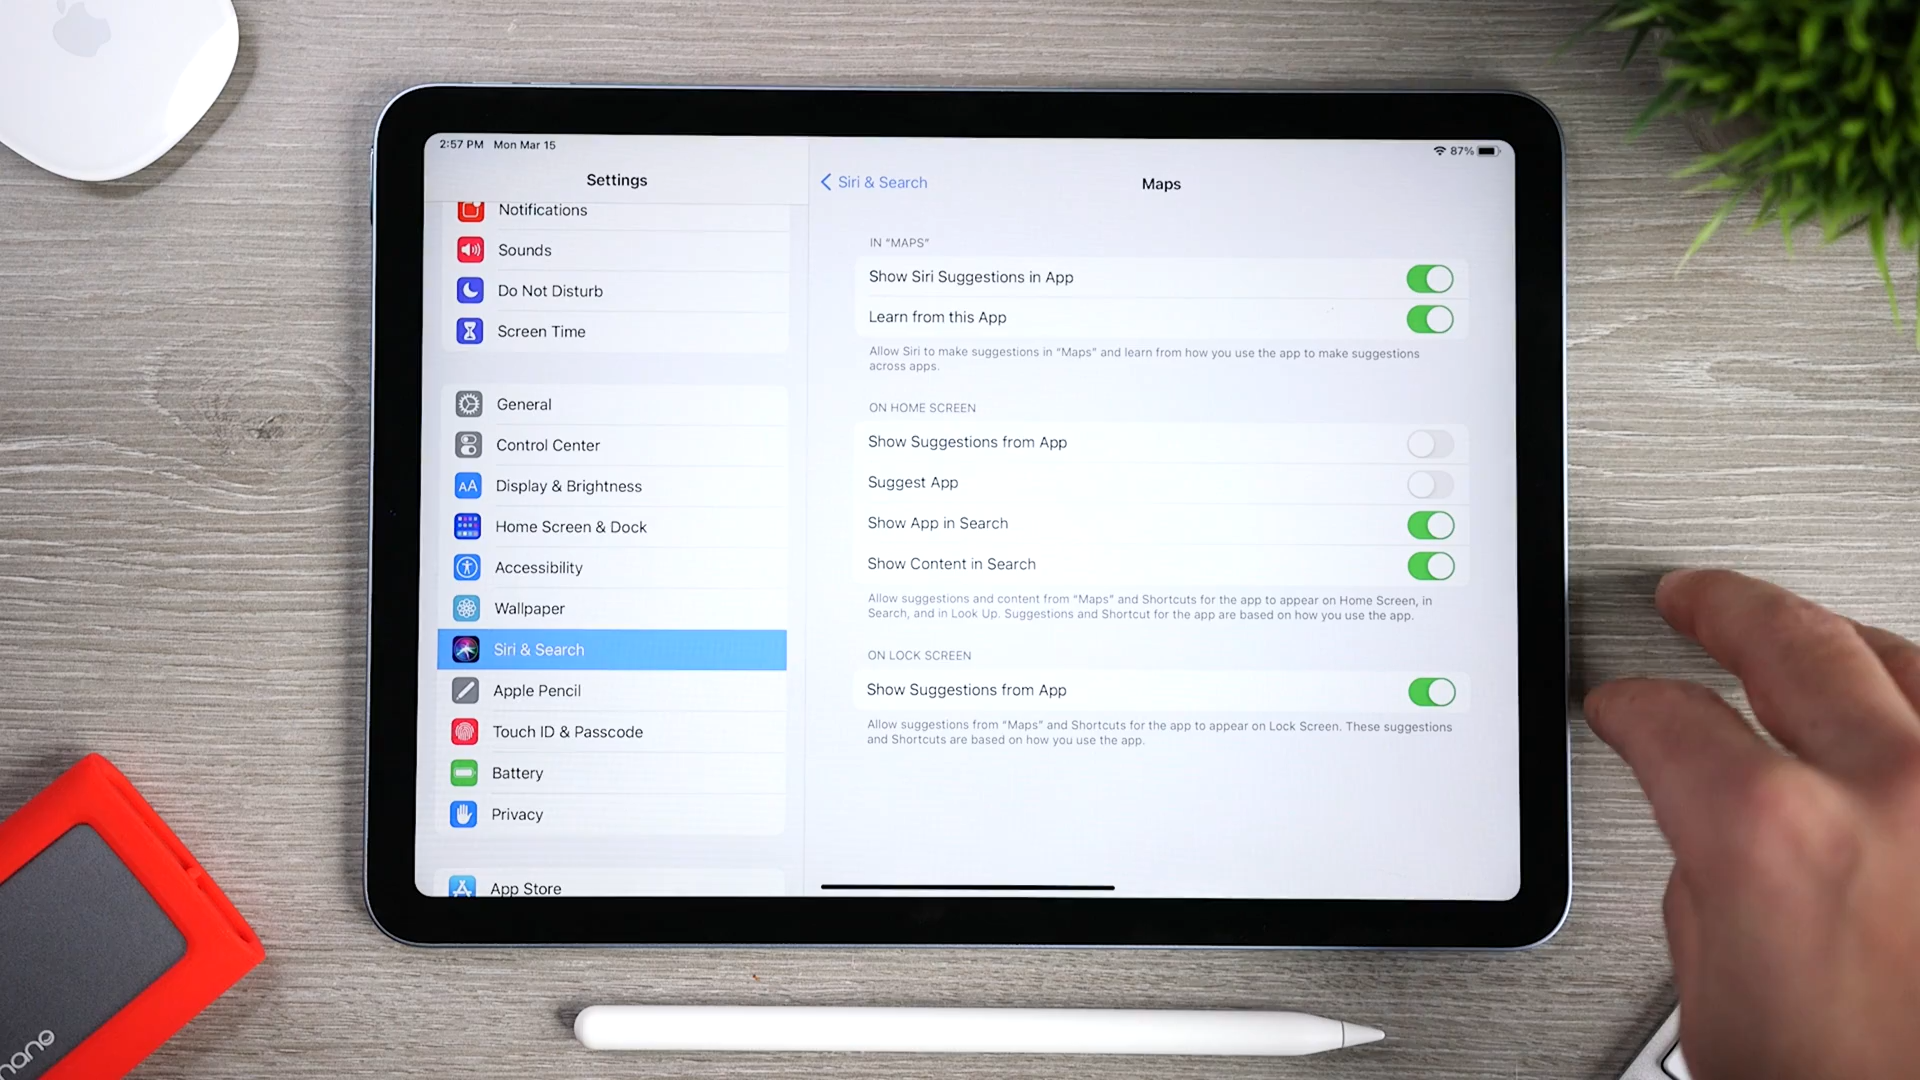 2:57 PM Mon Mar 15
87%
Settings
Notifications
Sounds
Do Not Disturb
Screen Time
General
Control Center
AA
Display & Brightness
Home Screen & Dock
Accessibility
Wallpaper
Siri & Search
Apple Pencil
Touch ID & Passcode
Battery
Privacy
App Store
Siri & Search
Maps
IN “MAPS”
Show Siri Suggestions in App
Learn from this App
Allow Siri to make suggestions in “Maps” and learn from how you use the app to make suggestions
across apps.
ON HOME SCREEN
Show Suggestions from App
Suggest App
Show App in Search
Show Content in Search
Allow suggestions and content from “Maps” and Shortcuts for the app to appear on Home Screen, in
Search, and in Look Up. Suggestions and Shortcut for the app are based on how you use the app.
ON LOCK SCREEN
Show Suggestions from App
Allow suggestions from “Maps” and Shortcuts for the app to appear on Lock Screen. These suggestions
and Shortcuts are based on how you use the app.
nano